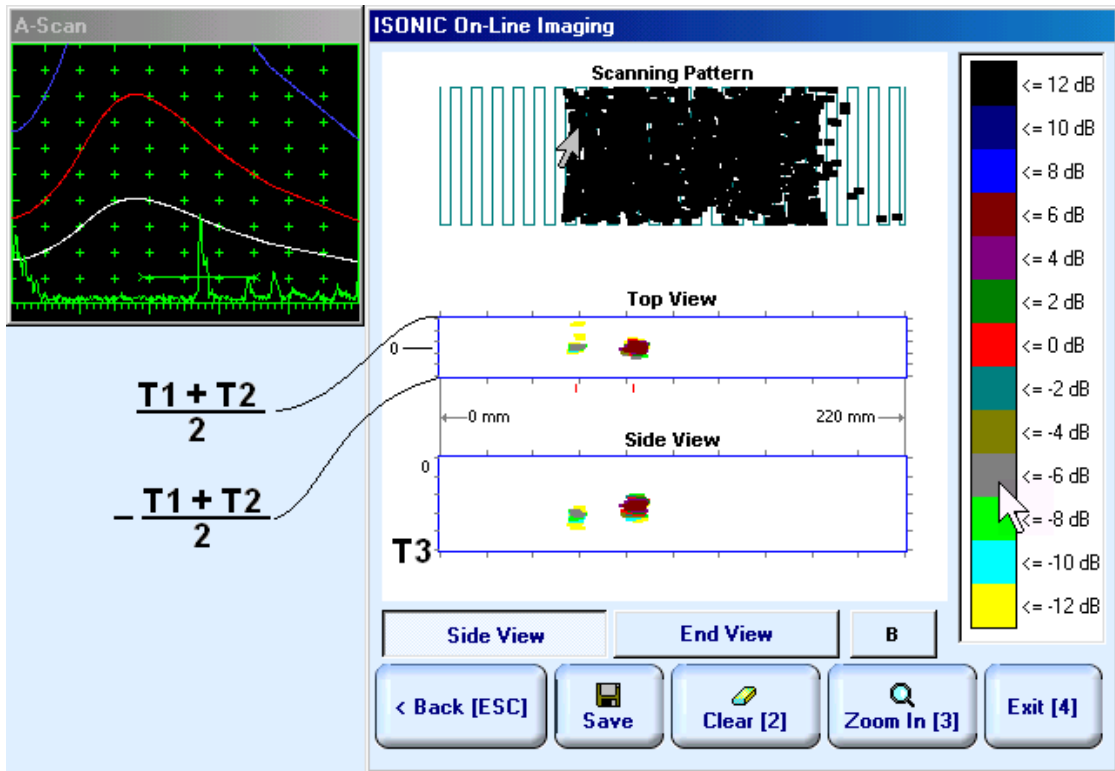 A-Scan
ISONIC On-Line Imaging
Scanning Pattern
<= 12 dB
<= 10 dB
<= 8 dB
<= 6 dB
<= 4 dB
<= 2 dB
<= 0 dB
<= -2 dB
<= -4 dB
<= -6 dB
<= -8 dB
<= -10 dB
<= -12 dB
Top View
0
T1 + T2
2
0 mm
220 mm
Side View
0
- T1 + T2
2
T3
Side View
End View
B
< Back [ESC]
Save
Clear [2]
Zoom In [3]
Exit [4]